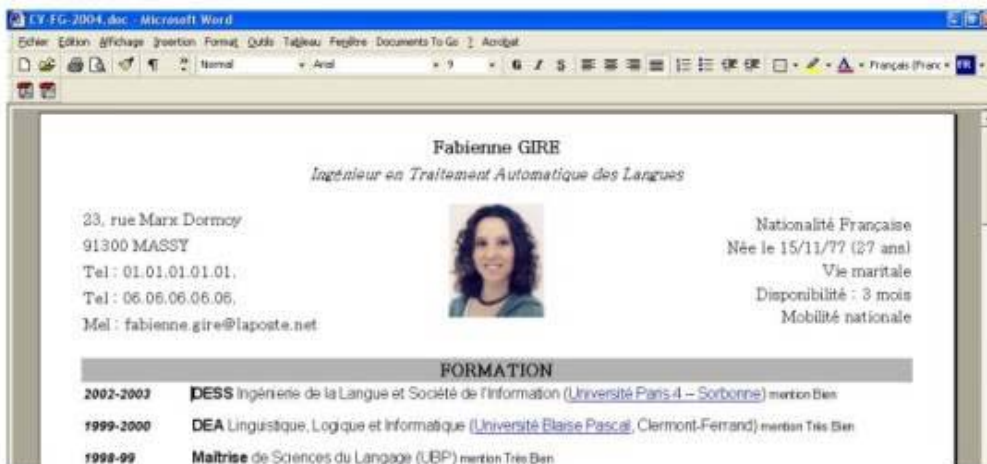 CV-FG-2004.doc - Microsoft Word
Fichier Edition Affichage Insertion Format Outils Tableau Fenêtre Documents To Go ? Acrobat
Normal Arial 9 G I S Français (Franc FR
Fabienne GIRE
Ingénieur en Traitement Automatique des Langues
23, rue Marx Dormoy
91300 MASSY
Tel : 01.01.01.01.01.
Tel : 06.06.06.06.06.
Mel : fabienne.gire@laposte.net
Nationalité Française
Née le 15/11/77 (27 ans)
Vie maritale
Disponibilité : 3 mois
Mobilité nationale
FORMATION
2002-2003 DESS Ingénierie de la Langue et Société de l'Information (Université Paris 4 – Sorbonne) mention Bien
1999-2000 DEA Linguistique, Logique et Informatique (Université Blaise Pascal, Clermont-Ferrand) mention Très Bien
1998-99 Maîtrise de Sciences du Langage (UBP) mention Très Bien